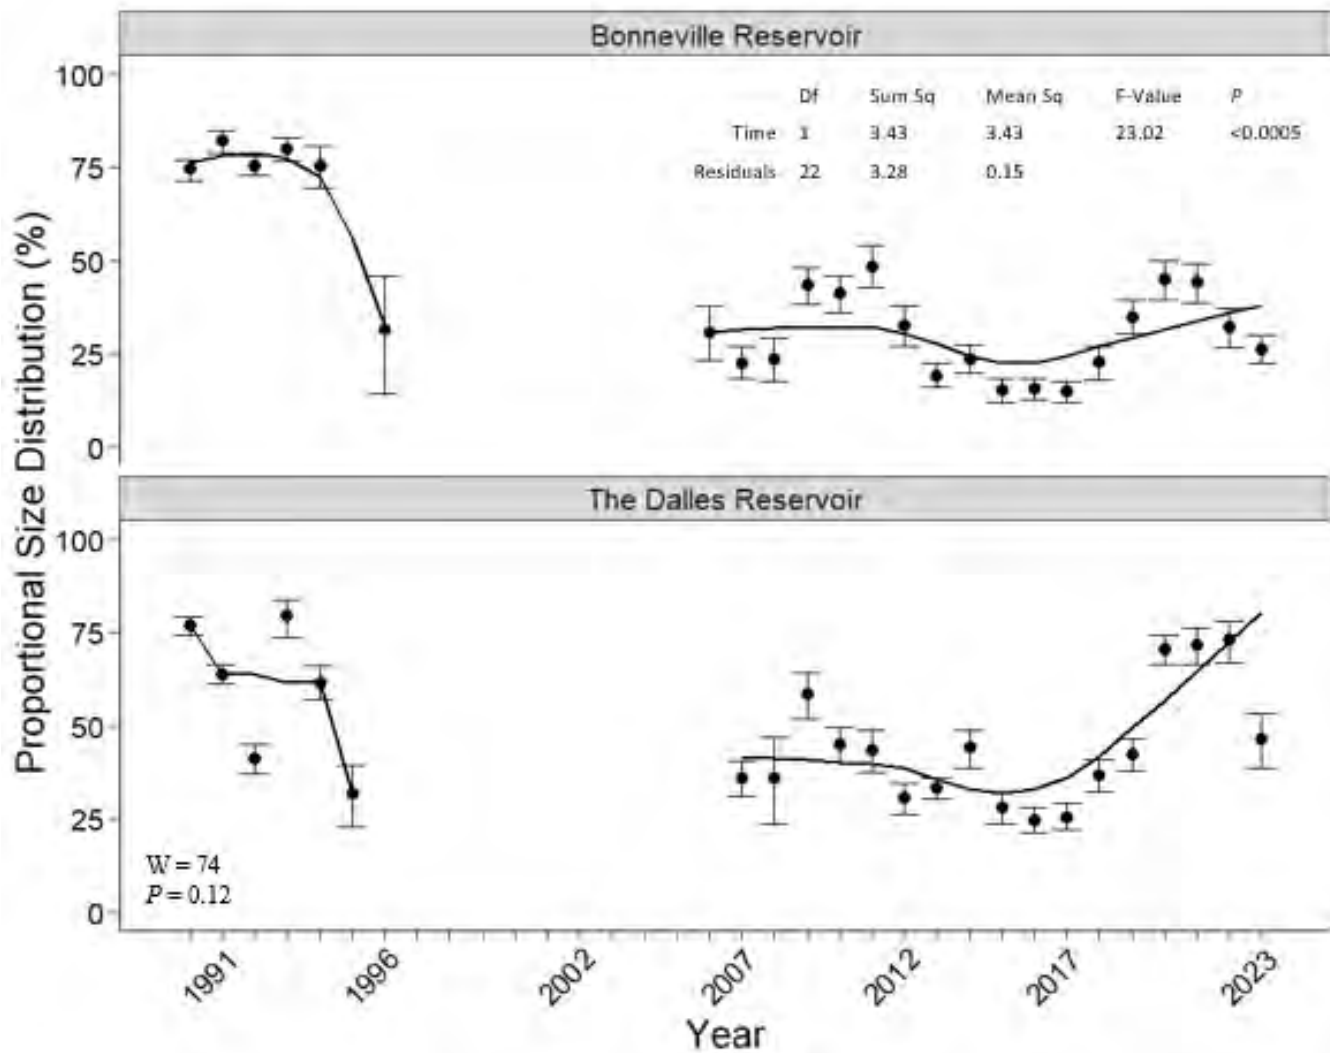 Bonneville Reservoir
Proportional Size Distribution (%)
100
75
50
25
0
Df Sum Sq Mean Sq F-Value P
Time 1 3.43 3.43 23.02 <0.0005
Residuals 22 3.28 0.15
The Dalles Reservoir
100
75
50
25
0
W = 74
P = 0.12
1991 1996 2002 2007 2012 2017 2023
Year